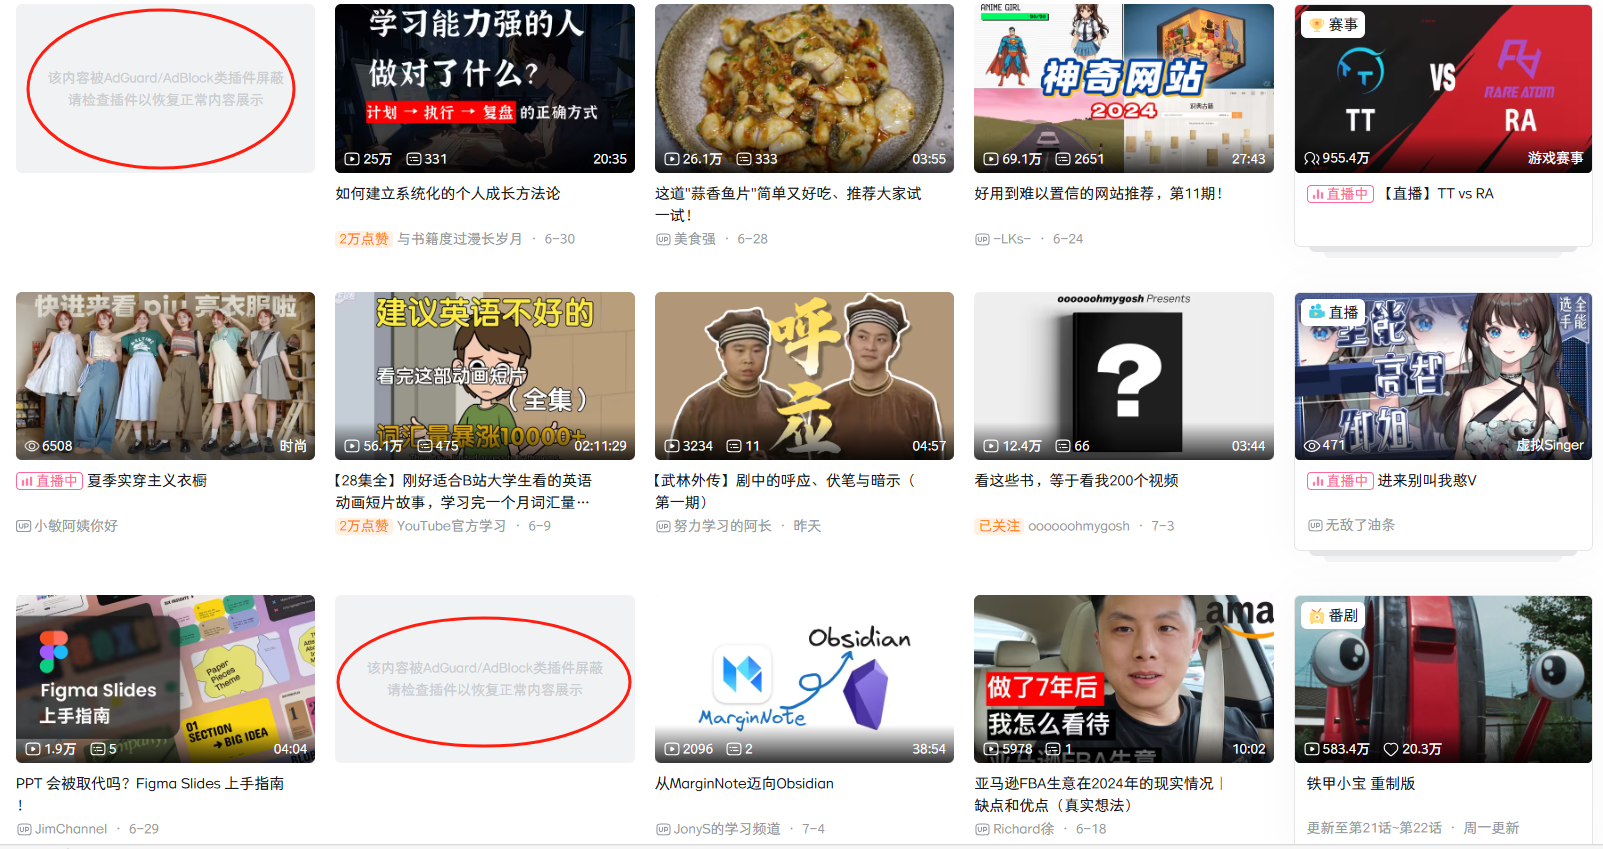 该内容被AdGuard/AdBlock类插件屏蔽
请检查插件以恢复正常内容展示
学习能力强的人
做对了什么?
计划 → 执行 → 复盘 的正确方式
25万 331 20:35
如何建立系统化的个人成长方法论
2万点赞 与书籍度过漫长岁月 · 6-30
26.1万 333 03:55
这道"蒜香鱼片"简单又好吃、推荐大家试
一试!
UP 美食强 · 6-28
ANIME GIRL
神奇网站
2024
69.1万 2651 27:43
好用到难以置信的网站推荐，第11期!
UP -LKs- · 6-24
赛事
TT VS RA
RARE ATOM
955.4万 游戏赛事
直播中 【直播】TT vs RA
快进来看 piu 亮衣服啦
6508 时尚
直播中 夏季实穿主义衣橱
UP 小敏阿姨你好
建议英语不好的
看完这部动画短片
（全集）
词汇量暴涨10000+
56.1万 475 02:11:29
【28集全】刚好适合B站大学生看的英语
动画短片故事，学习完一个月词汇量…
2万点赞 YouTube官方学习 · 6-9
呼
应
3234 11 04:57
【武林外传】剧中的呼应、伏笔与暗示（
第一期）
UP 努力学习的阿长 · 昨天
ooooohmygosh Presents
?
12.4万 66 03:44
看这些书，等于看我200个视频
已关注 oooooohmygosh · 7-3
直播
全能
选手
全能
高智
御姐
471 虚拟Singer
直播中 进来别叫我憨V
UP 无敌了油条
Figma Slides
上手指南
Paper
Pieces
Theme
01
SECTION
→ BIG IDEA
1.9万 5 04:04
PPT 会被取代吗? Figma Slides 上手指南
!
UP JimChannel · 6-29
该内容被AdGuard/AdBlock类插件屏蔽
请检查插件以恢复正常内容展示
Obsidian
MarginNote
2096 2 38:54
从MarginNote迈向Obsidian
UP JonyS的学习频道 · 7-4
ama
做了7年后
我怎么看待
亚马逊FBA生意
5978 1 10:02
亚马逊FBA生意在2024年的现实情况｜
缺点和优点（真实想法）
UP Richard徐 · 6-18
番剧
583.4万 20.3万
铁甲小宝 重制版
更新至第21话~第22话 · 周一更新